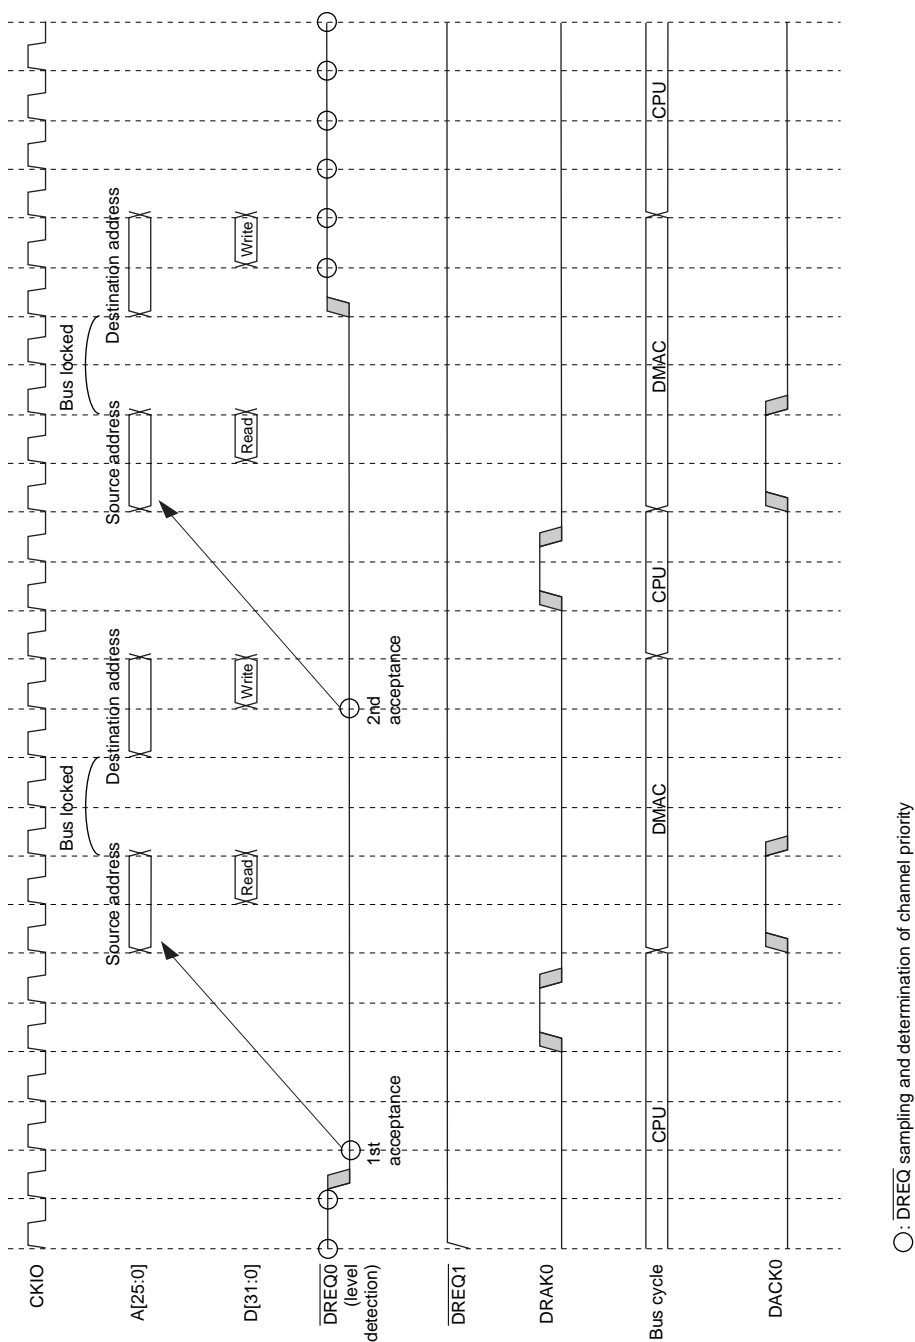 CKIO
Bus locked
Bus locked
Source address
Destination address
Source address
Destination address
A[25:0]
D[31:0]
Read
Write
Read
Write
DREQ0
(level
detection)
1st
acceptance
2nd
acceptance
DREQ1
DRAK0
Bus cycle
CPU
DMAC
CPU
DMAC
CPU
DACK0
: DREQ sampling and determination of channel priority